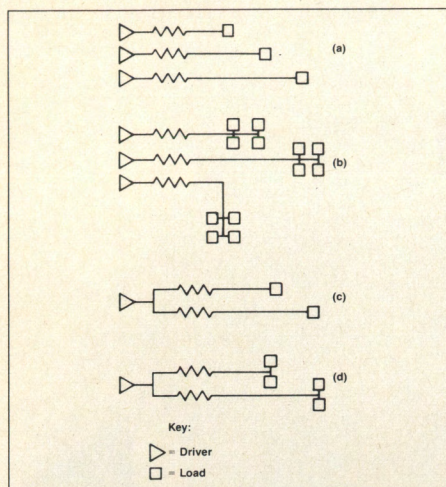 (a)
(b)
(c)
(d)
Key:
= Driver
= Load